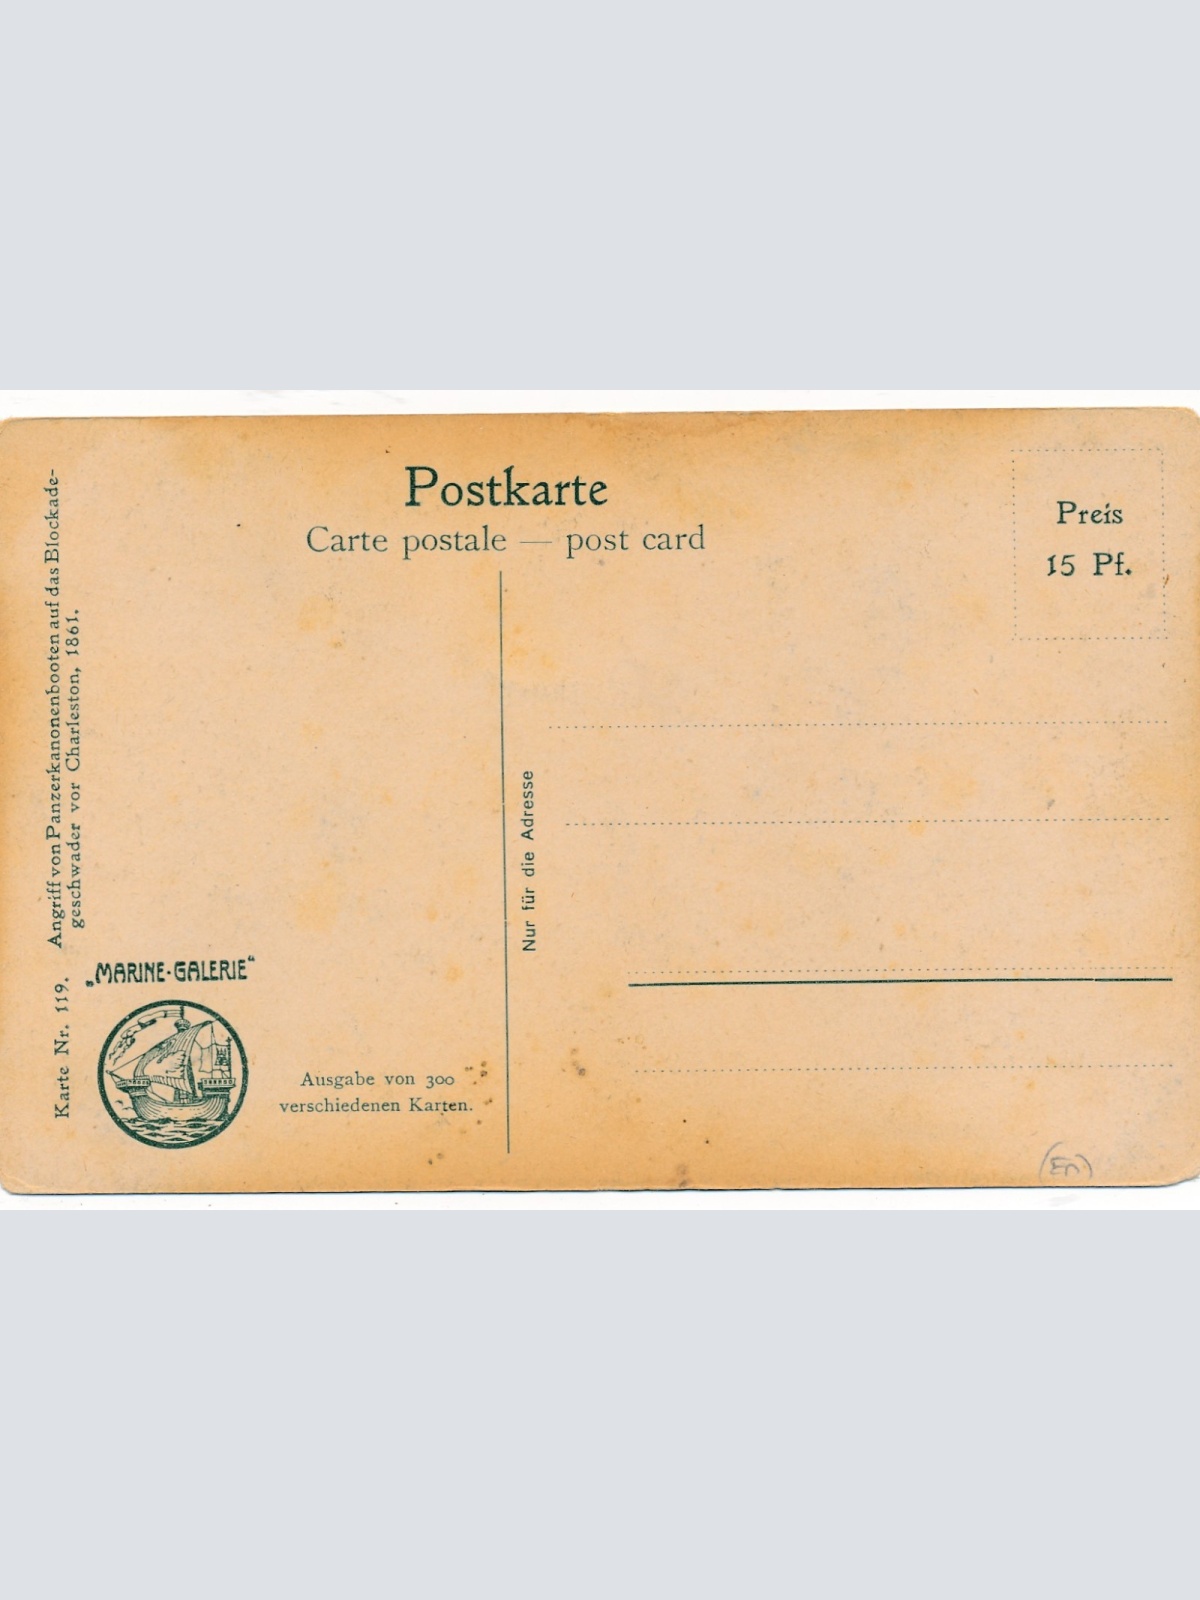 Postkarte
Carte postale — post card
Preis
15 Pf.
Karte Nr. 119. Angriff von Panzerkanonenbooten auf das Blockade-
geschwader vor Charleston, 1861.
„MARINE-GALERIE“
Ausgabe von 300
verschiedenen Karten.
Nur für die Adresse